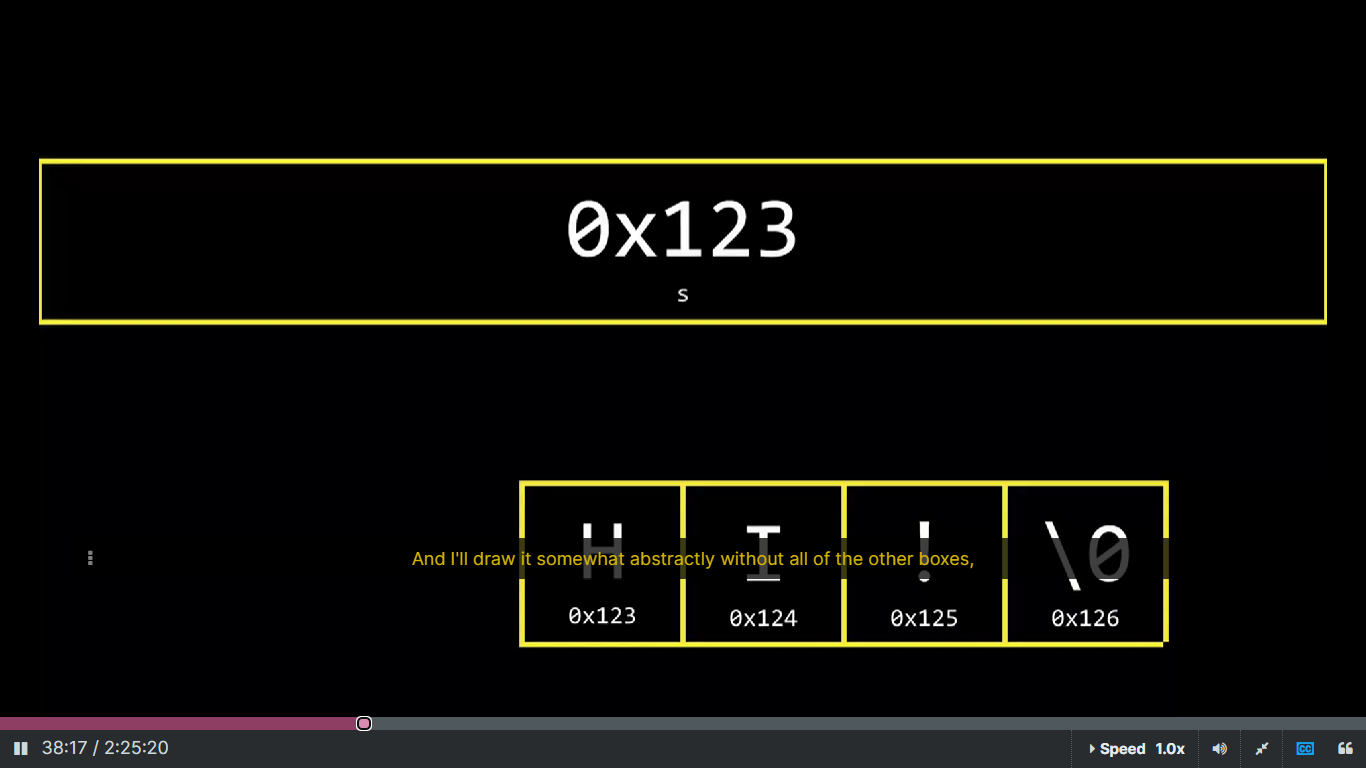 0x123
s
H I ! \0
And I'll draw it somewhat abstractly without all of the other boxes,
0x123 0x124 0x125 0x126
38:17 / 2:25:20 Speed 1.0x CC